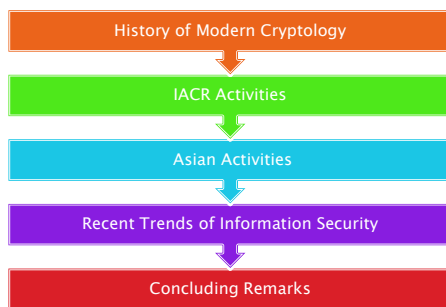 History of Modern Cryptology
IACR Activities
Asian Activities
Recent Trends of Information Security
Concluding Remarks